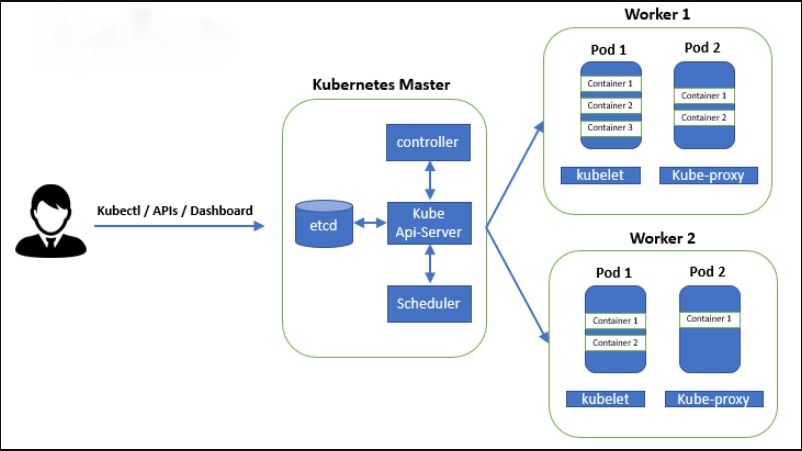 Kubectl / APIs / Dashboard
Kubernetes Master
controller
etcd
Kube
Api-Server
Scheduler
Worker 1
Pod 1
Container 1
Container 2
Container 3
Pod 2
Container 1
Container 2
kubelet
Kube-proxy
Worker 2
Pod 1
Container 1
Container 2
Pod 2
Container 1
kubelet
Kube-proxy